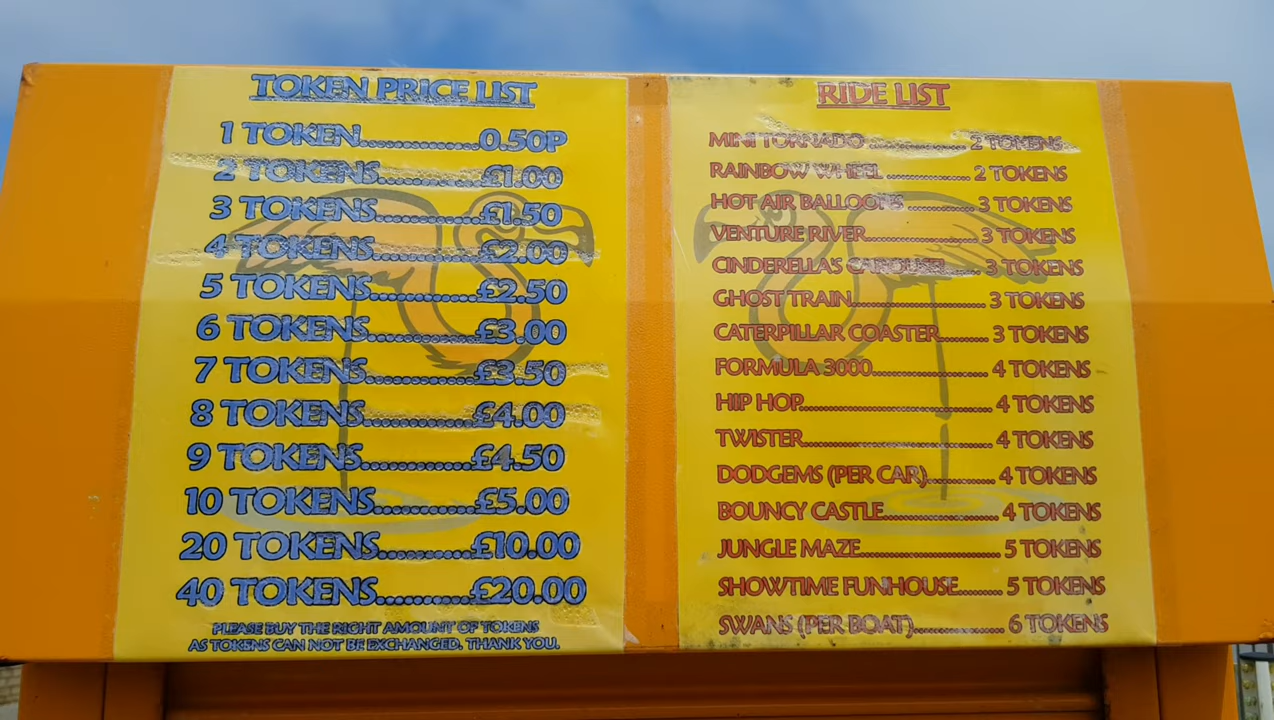 TOKEN PRICE LIST
1 TOKEN....................0.50P
2 TOKENS.................£1.00
3 TOKENS.................£1.50
4 TOKENS.................£2.00
5 TOKENS.................£2.50
6 TOKENS.................£3.00
7 TOKENS.................£3.50
8 TOKENS.................£4.00
9 TOKENS.................£4.50
10 TOKENS...............£5.00
20 TOKENS..............£10.00
40 TOKENS..............£20.00
PLEASE BUY THE RIGHT AMOUNT OF TOKENS
AS TOKENS CAN NOT BE EXCHANGED. THANK YOU.
RIDE LIST
MINI TORNADO ........................ 2 TOKENS
RAINBOW WHEEL ..................... 2 TOKENS
HOT AIR BALLOONS ................. 3 TOKENS
VENTURE RIVER............................ 3 TOKENS
CINDERELLA'S CAROUSEL......... 3 TOKENS
GHOST TRAIN................................. 3 TOKENS
CATERPILLAR COASTER............ 3 TOKENS
FORMULA 3000............................. 4 TOKENS
HIP HOP.............................................. 4 TOKENS
TWISTER............................................. 4 TOKENS
DODGEMS (PER CAR)................. 4 TOKENS
BOUNCY CASTLE............................ 4 TOKENS
JUNGLE MAZE.................................. 5 TOKENS
SHOWTIME FUNHOUSE........... 5 TOKENS
SWANS (PER BOAT)...................... 6 TOKENS